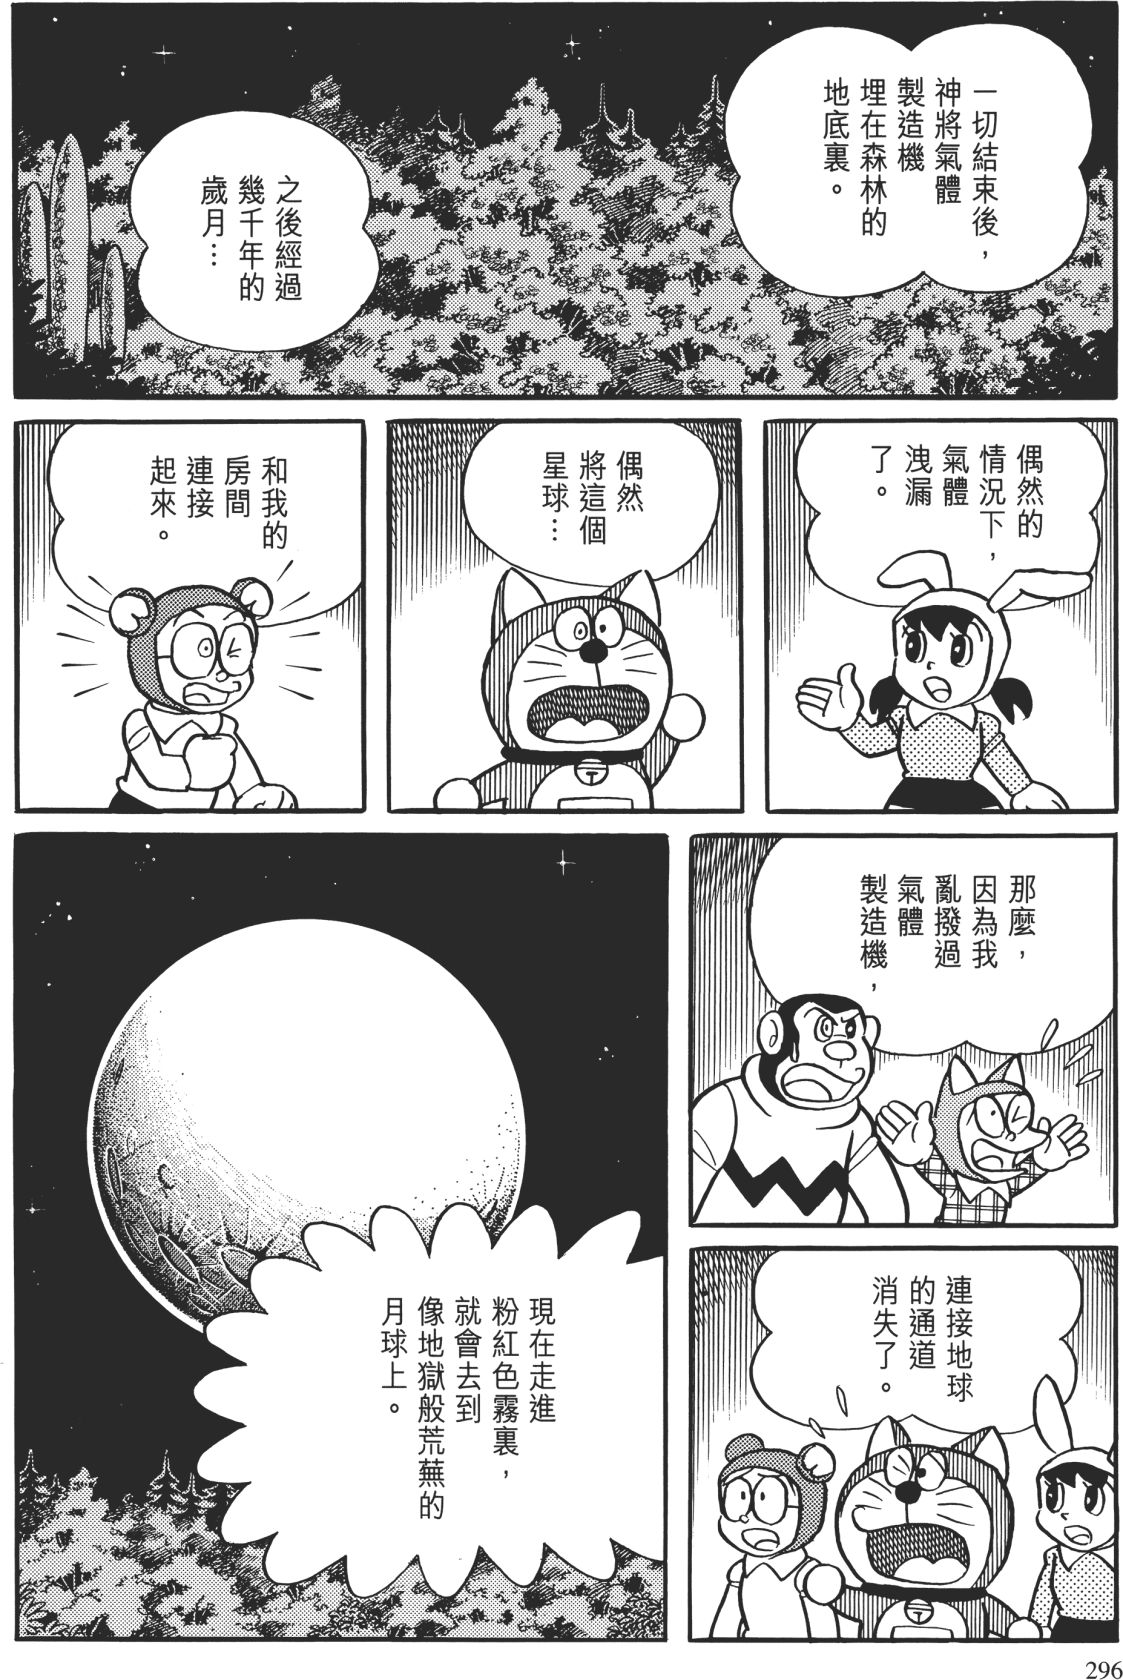 一切結束後，
神將氣體
製造機
埋在森林的
地底裏。
之後經過
幾千年的
歲月…
偶然的
情況下，
氣體
洩漏
了。
偶然
將這個
星球…
和我的
房間
連接
起來。
那麼，
因為我
亂撥過
氣體
製造機，
連接地球
的通道
消失了。
現在走進
粉紅色霧裏，
就會去到
像地獄般荒蕪的
月球上。
296